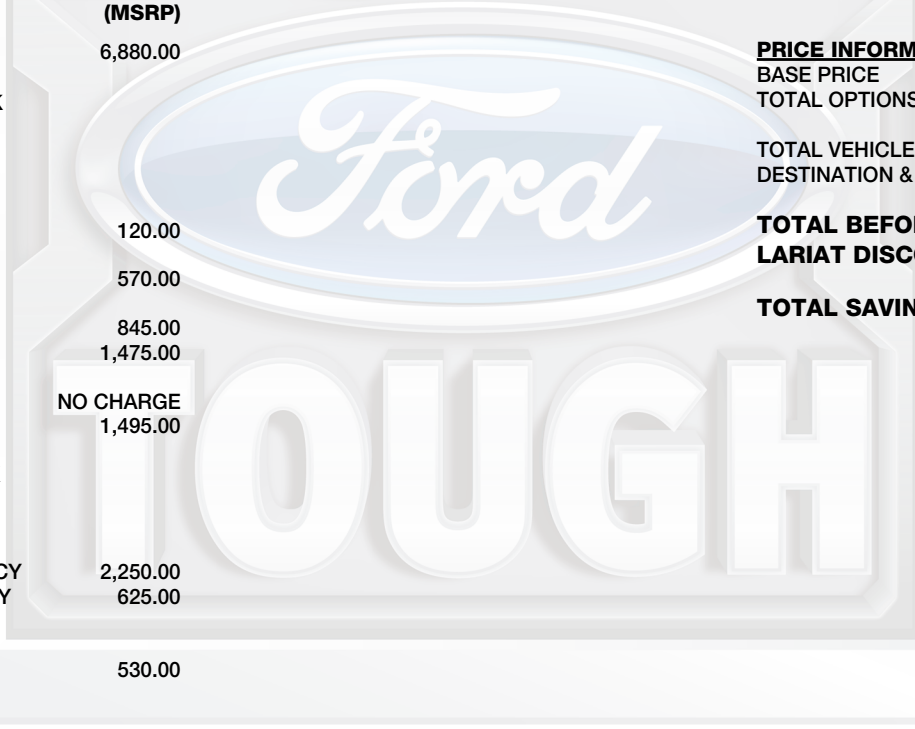 (MSRP)
6,880.00
K
120.00
570.00
845.00
1,475.00
NO CHARGE
1,495.00
CY 2,250.00
Y 625.00
530.00
PRICE INFORM
BASE PRICE
TOTAL OPTIONS
TOTAL VEHICLE
DESTINATION &
TOTAL BEFO
LARIAT DISC
TOTAL SAVIN
Ford
TOUGH